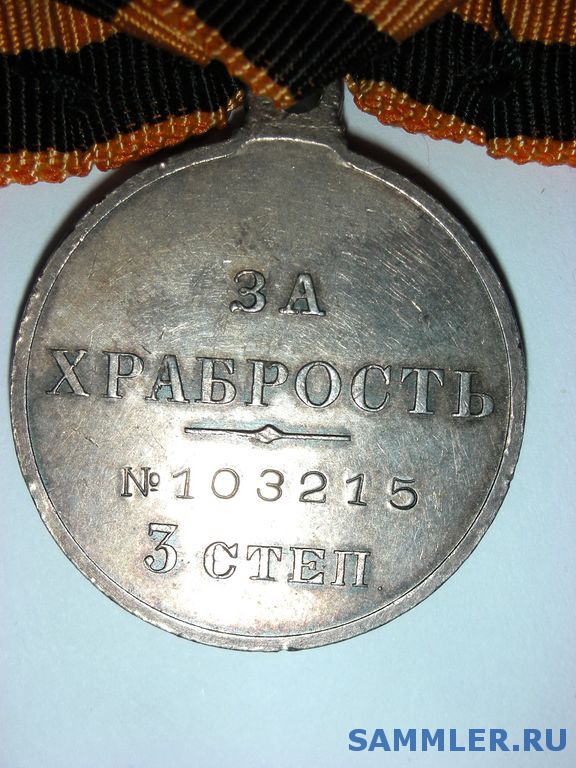 ЗА
ХРАБРОСТЬ
№103215
3 СТЕП.
SAMMLER.RU